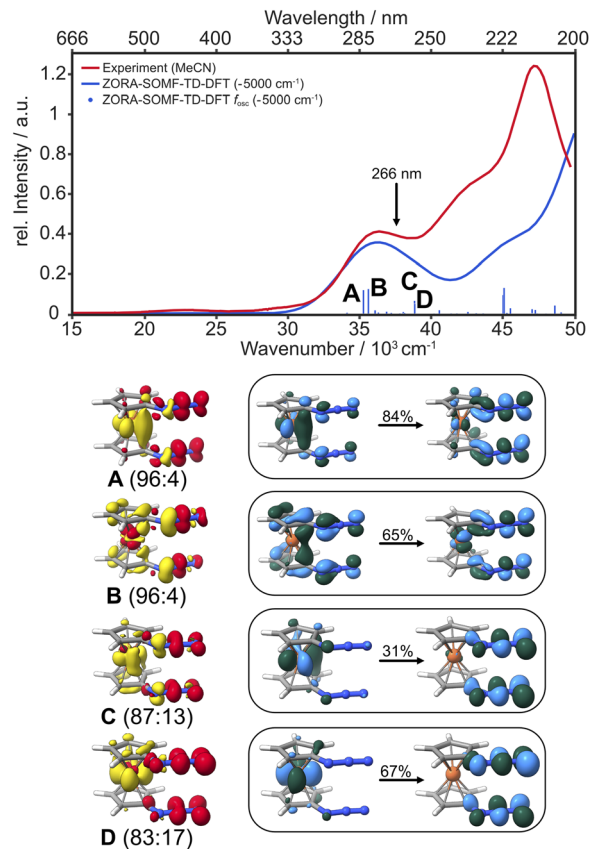 Wavelength / nm
666 500 400 333 285 250 222 200
rel. Intensity / a.u.
1.2
1
0.8
0.6
0.4
0.2
0
Experiment (MeCN)
ZORA-SOMF-TD-DFT (-5000 cm⁻¹)
ZORA-SOMF-TD-DFT fosc (-5000 cm⁻¹)
266 nm
A B C D
15 20 25 30 35 40 45 50
Wavenumber / 10³ cm⁻¹
84%
A (96:4)
65%
B (96:4)
31%
C (87:13)
67%
D (83:17)